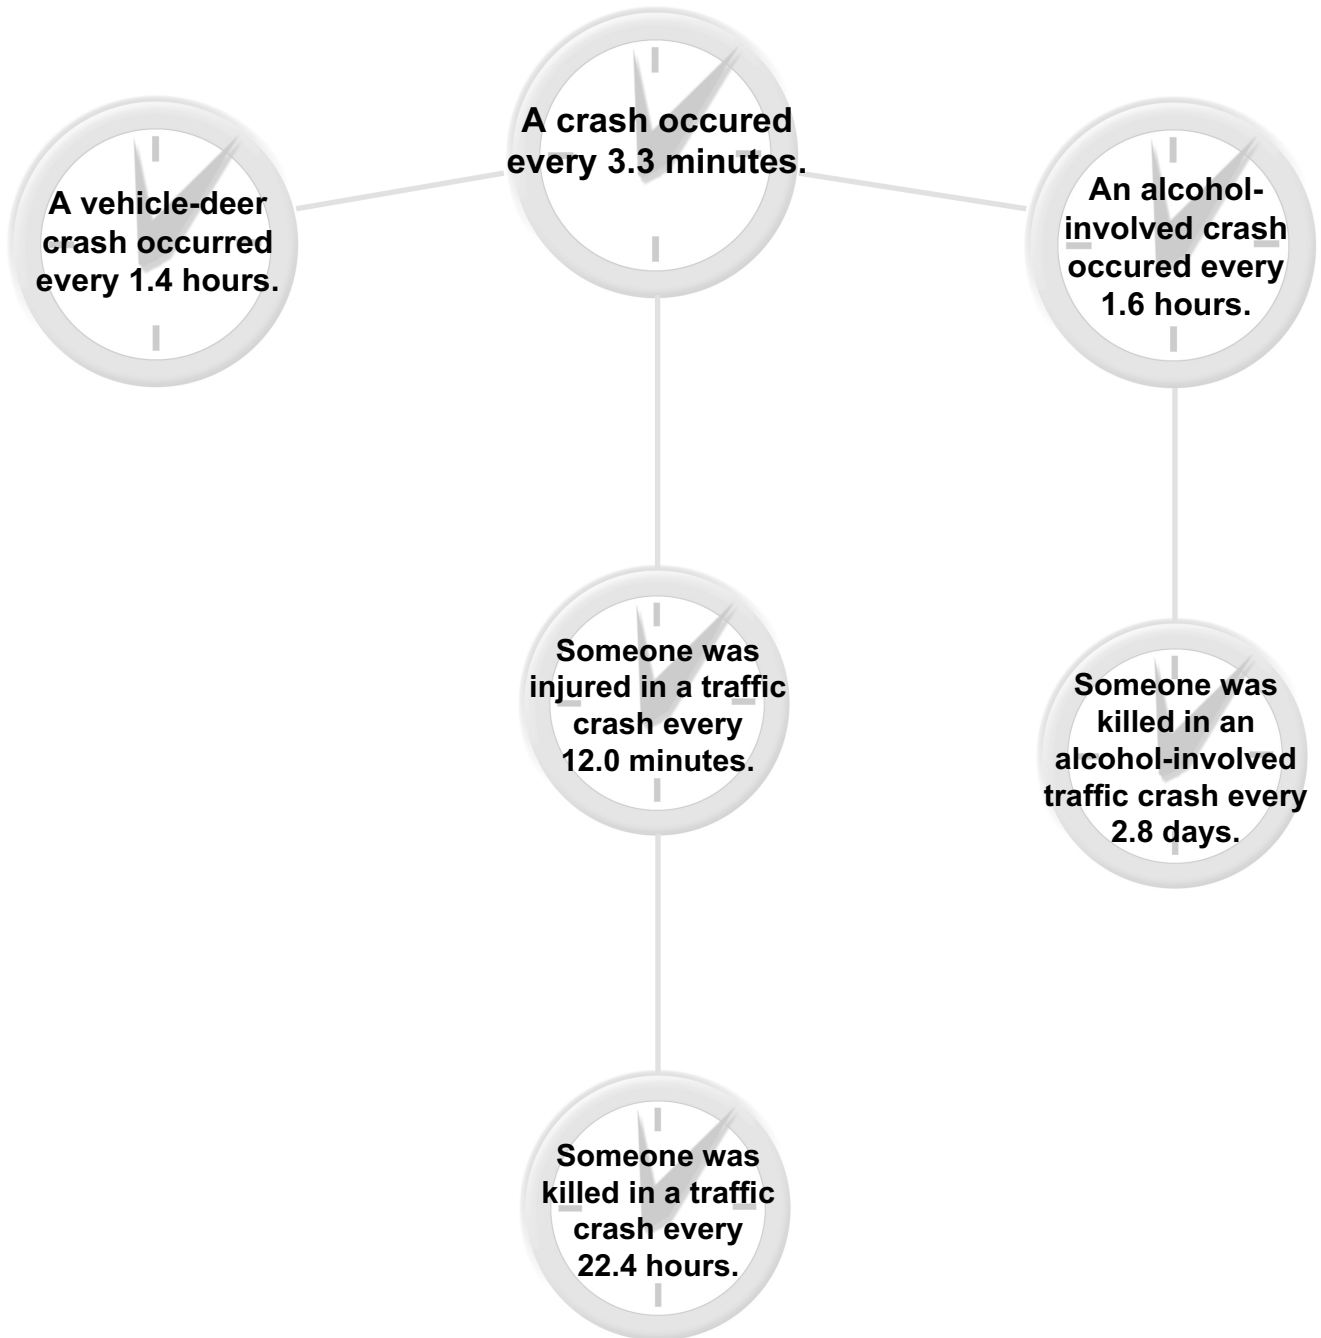 A crash occured
every 3.3 minutes.
A vehicle-deer
crash occurred
every 1.4 hours.
An alcohol-
involved crash
occured every
1.6 hours.
Someone was
injured in a traffic
crash every
12.0 minutes.
Someone was
killed in an
alcohol-involved
traffic crash every
2.8 days.
Someone was
killed in a traffic
crash every
22.4 hours.